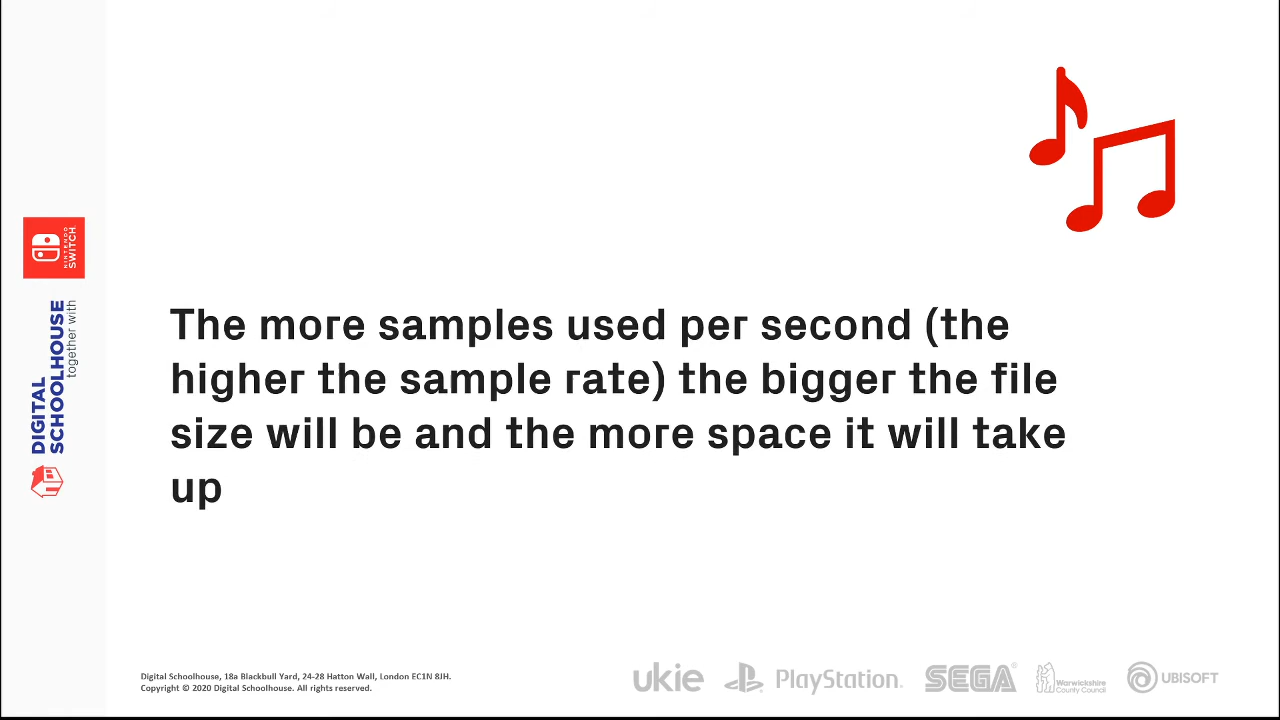 NINTENDO
SWITCH
DIGITAL
SCHOOLHOUSE
together with
The more samples used per second (the
higher the sample rate) the bigger the file
size will be and the more space it will take
up
Digital Schoolhouse, 18a Blackbull Yard, 24-28 Hatton Wall, London EC1N 8JH.
Copyright © 2020 Digital Schoolhouse. All rights reserved.
ukie
PlayStation.
SEGA®
Warwickshire
County Council
UBISOFT